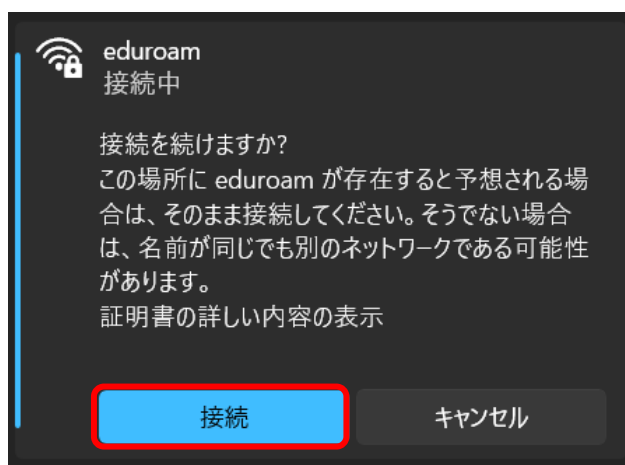 eduroam
接続中
接続を続けますか?
この場所に eduroam が存在すると予想される場
合は、そのまま接続してください。そうでない場合
は、名前が同じでも別のネットワークである可能性
があります。
証明書の詳しい内容の表示
接続
キャンセル